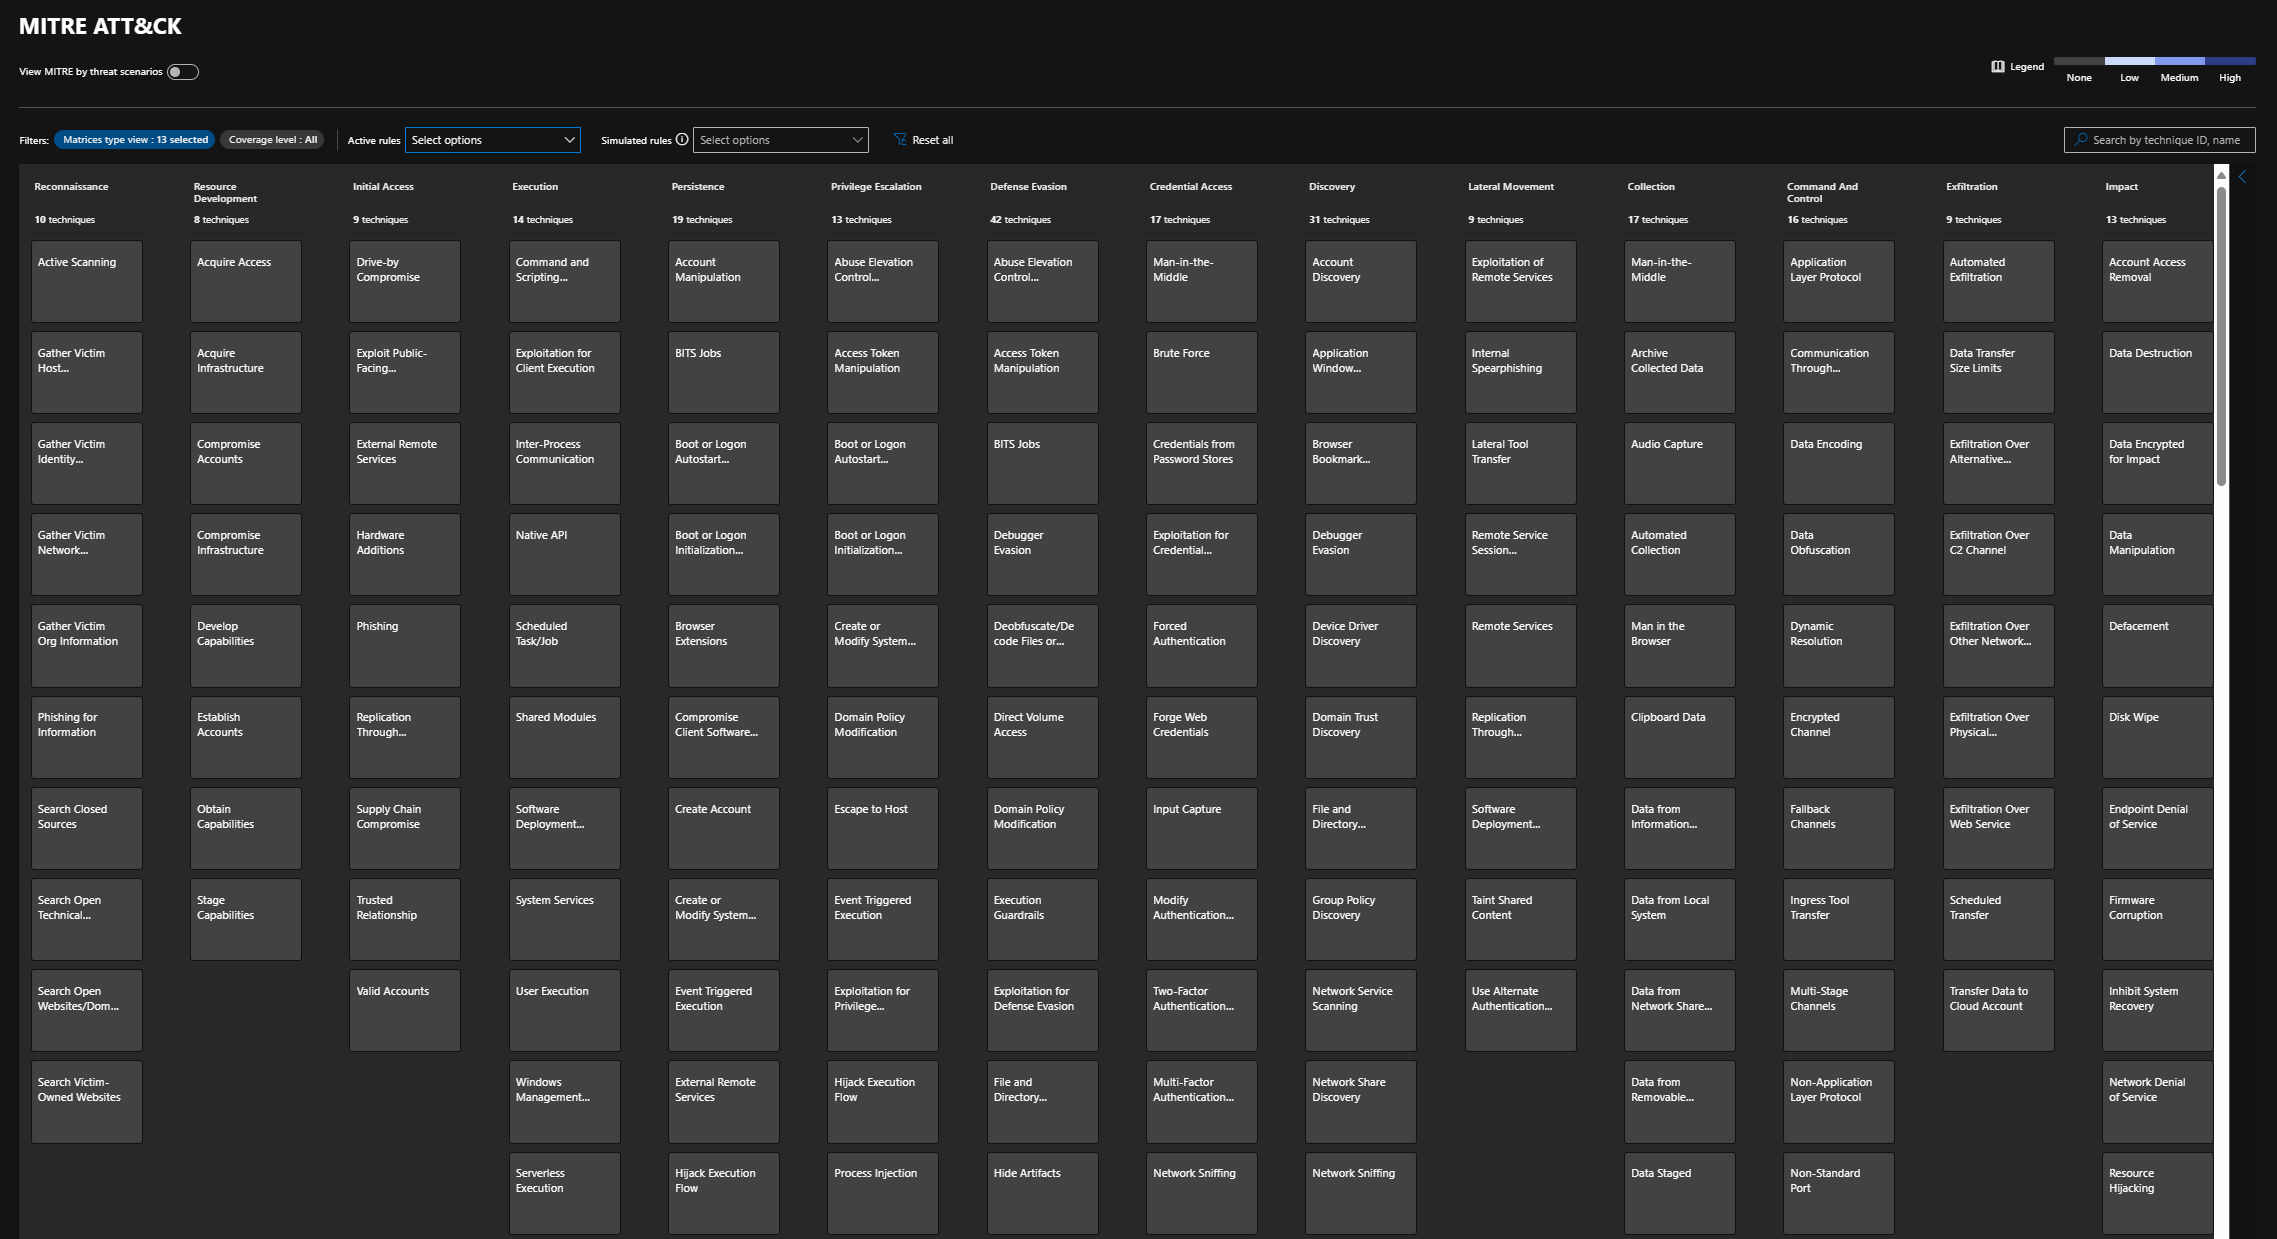 MITRE ATT&CK
View MITRE by threat scenarios
Legend
None
Low
Medium
High
Filters:
Matrices type view : 13 selected
Coverage level : All
Active rules
Select options
Simulated rules
Select options
Reset all
Search by technique ID, name
Reconnaissance
10 techniques
Active Scanning
Gather Victim
Host...
Gather Victim
Identity...
Gather Victim
Network...
Gather Victim
Org Information
Phishing for
Information
Search Closed
Sources
Search Open
Technical...
Search Open
Websites/Dom...
Search Victim-
Owned Websites
Resource
Development
8 techniques
Acquire Access
Acquire
Infrastructure
Compromise
Accounts
Compromise
Infrastructure
Develop
Capabilities
Establish
Accounts
Obtain
Capabilities
Stage
Capabilities
Initial Access
9 techniques
Drive-by
Compromise
Exploit Public-
Facing...
External Remote
Services
Hardware
Additions
Phishing
Replication
Through...
Supply Chain
Compromise
Trusted
Relationship
Valid Accounts
Execution
14 techniques
Command and
Scripting...
Exploitation for
Client Execution
Inter-Process
Communication
Native API
Scheduled
Task/Job
Shared Modules
Software
Deployment...
System Services
User Execution
Windows
Management...
Serverless
Execution
Persistence
19 techniques
Account
Manipulation
BITS Jobs
Boot or Logon
Autostart...
Boot or Logon
Initialization...
Browser
Extensions
Compromise
Client Software...
Create Account
Create or
Modify System...
Event Triggered
Execution
External Remote
Services
Hijack Execution
Flow
Privilege Escalation
13 techniques
Abuse Elevation
Control...
Access Token
Manipulation
Boot or Logon
Autostart...
Boot or Logon
Initialization...
Create or
Modify System...
Domain Policy
Modification
Escape to Host
Event Triggered
Execution
Exploitation for
Privilege...
Hijack Execution
Flow
Process Injection
Defense Evasion
42 techniques
Abuse Elevation
Control...
Access Token
Manipulation
BITS Jobs
Debugger
Evasion
Deobfuscate/De
code Files or...
Direct Volume
Access
Domain Policy
Modification
Execution
Guardrails
Exploitation for
Defense Evasion
File and
Directory...
Hide Artifacts
Credential Access
17 techniques
Man-in-the-
Middle
Brute Force
Credentials from
Password Stores
Exploitation for
Credential...
Forced
Authentication
Forge Web
Credentials
Input Capture
Modify
Authentication...
Two-Factor
Authentication...
Multi-Factor
Authentication...
Network Sniffing
Discovery
31 techniques
Account
Discovery
Application
Window...
Browser
Bookmark...
Debugger
Evasion
Device Driver
Discovery
Domain Trust
Discovery
File and
Directory...
Group Policy
Discovery
Network Service
Scanning
Network Share
Discovery
Network Sniffing
Lateral Movement
9 techniques
Exploitation of
Remote Services
Internal
Spearphishing
Lateral Tool
Transfer
Remote Service
Session...
Remote Services
Replication
Through...
Software
Deployment...
Taint Shared
Content
Use Alternate
Authentication...
Collection
17 techniques
Man-in-the-
Middle
Archive
Collected Data
Audio Capture
Automated
Collection
Man in the
Browser
Clipboard Data
Data from
Information...
Data from Local
System
Data from
Network Share...
Data from
Removable...
Data Staged
Command And
Control
16 techniques
Application
Layer Protocol
Communication
Through...
Data Encoding
Data
Obfuscation
Dynamic
Resolution
Encrypted
Channel
Fallback
Channels
Ingress Tool
Transfer
Multi-Stage
Channels
Non-Application
Layer Protocol
Non-Standard
Port
Exfiltration
9 techniques
Automated
Exfiltration
Data Transfer
Size Limits
Exfiltration Over
Alternative...
Exfiltration Over
C2 Channel
Exfiltration Over
Other Network...
Exfiltration Over
Physical...
Exfiltration Over
Web Service
Scheduled
Transfer
Transfer Data to
Cloud Account
Impact
13 techniques
Account Access
Removal
Data Destruction
Data Encrypted
for Impact
Data
Manipulation
Defacement
Disk Wipe
Endpoint Denial
of Service
Firmware
Corruption
Inhibit System
Recovery
Network Denial
of Service
Resource
Hijacking